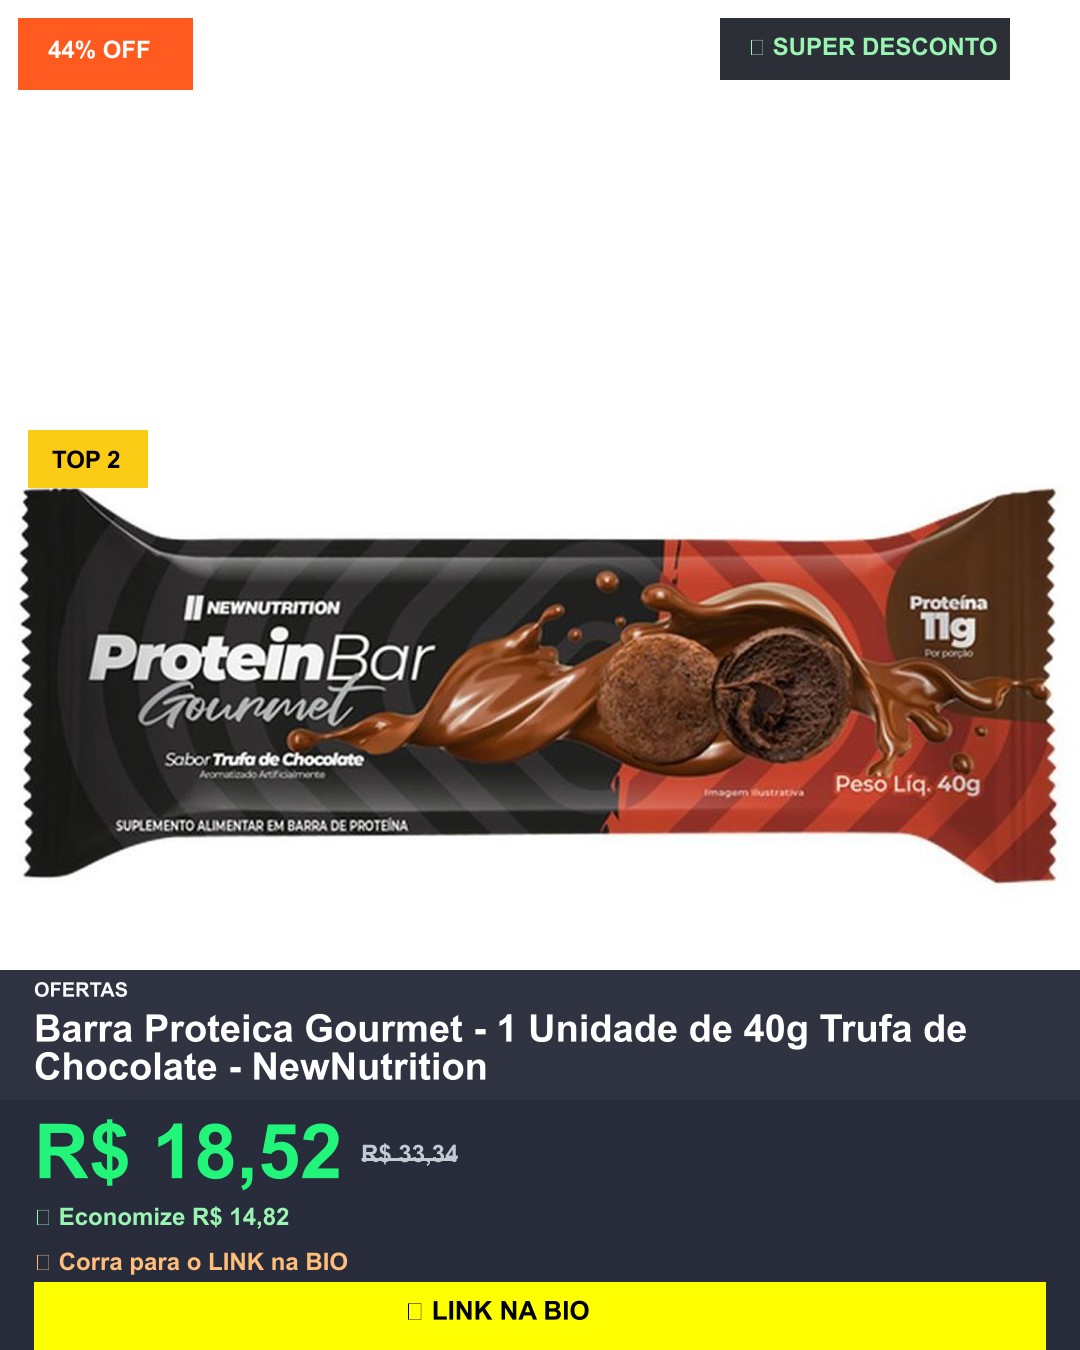 44% OFF
SUPER DESCONTO
TOP 2
NEWNUTRITION
ProteinBar
Gourmet
Sabor Trufa de Chocolate
Aromatizado Artificialmente
SUPLEMENTO ALIMENTAR EM BARRA DE PROTEÍNA
Proteína
11g
Por porção
Imagem Ilustrativa
Peso Líq. 40g
OFERTAS
Barra Proteica Gourmet - 1 Unidade de 40g Trufa de
Chocolate - NewNutrition
R$ 18,52 R$ 33,34
Economize R$ 14,82
Corra para o LINK na BIO
LINK NA BIO